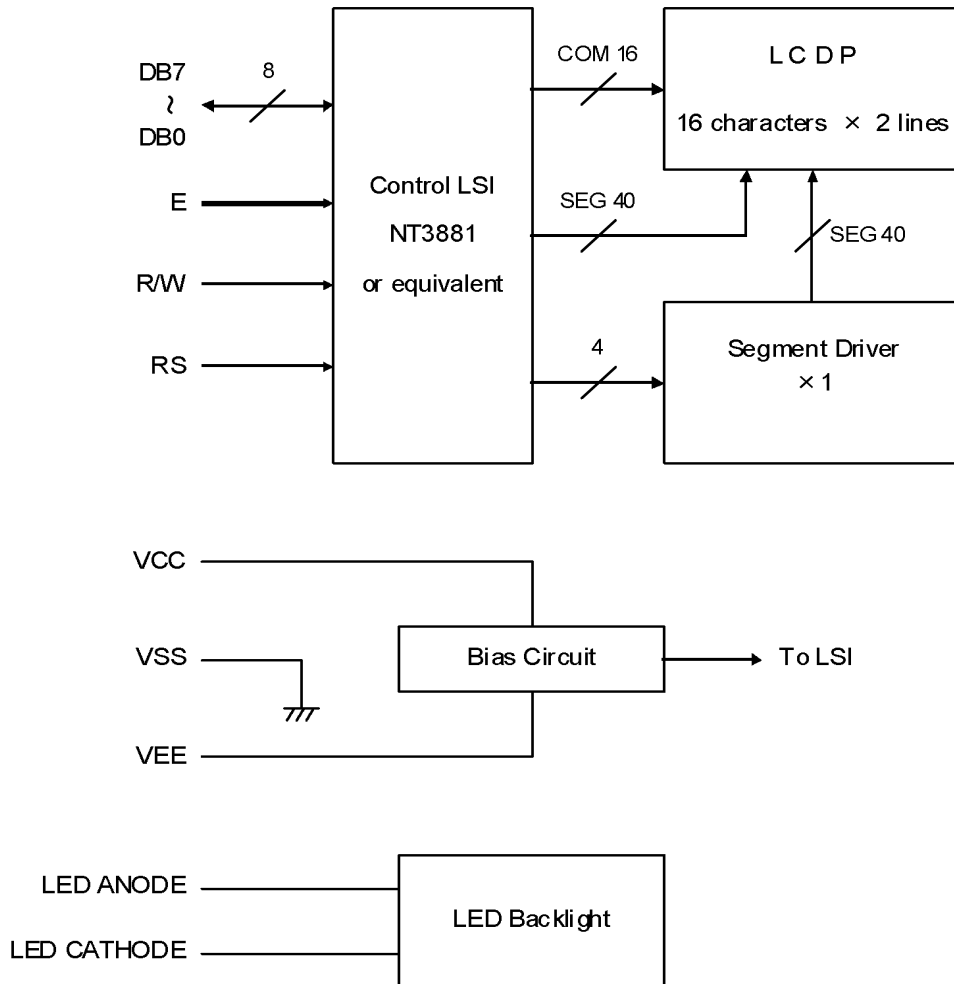 DB7
~
DB0
8
E
R/W
RS
Control LSI
NT3881
or equivalent
COM 16
SEG 40
4
L C D P
16 characters × 2 lines
SEG 40
Segment Driver
× 1
VCC
VSS
VEE
Bias Circuit
To LSI
LED ANODE
LED CATHODE
LED Backlight